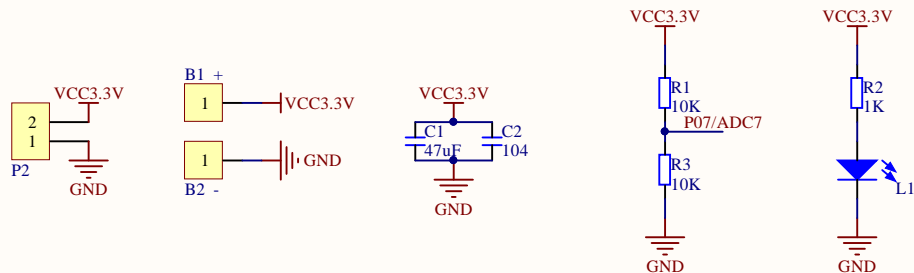 VCC3.3V
2
1
P2
GND
B1 +
1
VCC3.3V
1
GND
B2 -
VCC3.3V
C1
47uF
C2
104
GND
VCC3.3V
R1
10K
P07/ADC7
R3
10K
GND
VCC3.3V
R2
1K
L1
GND